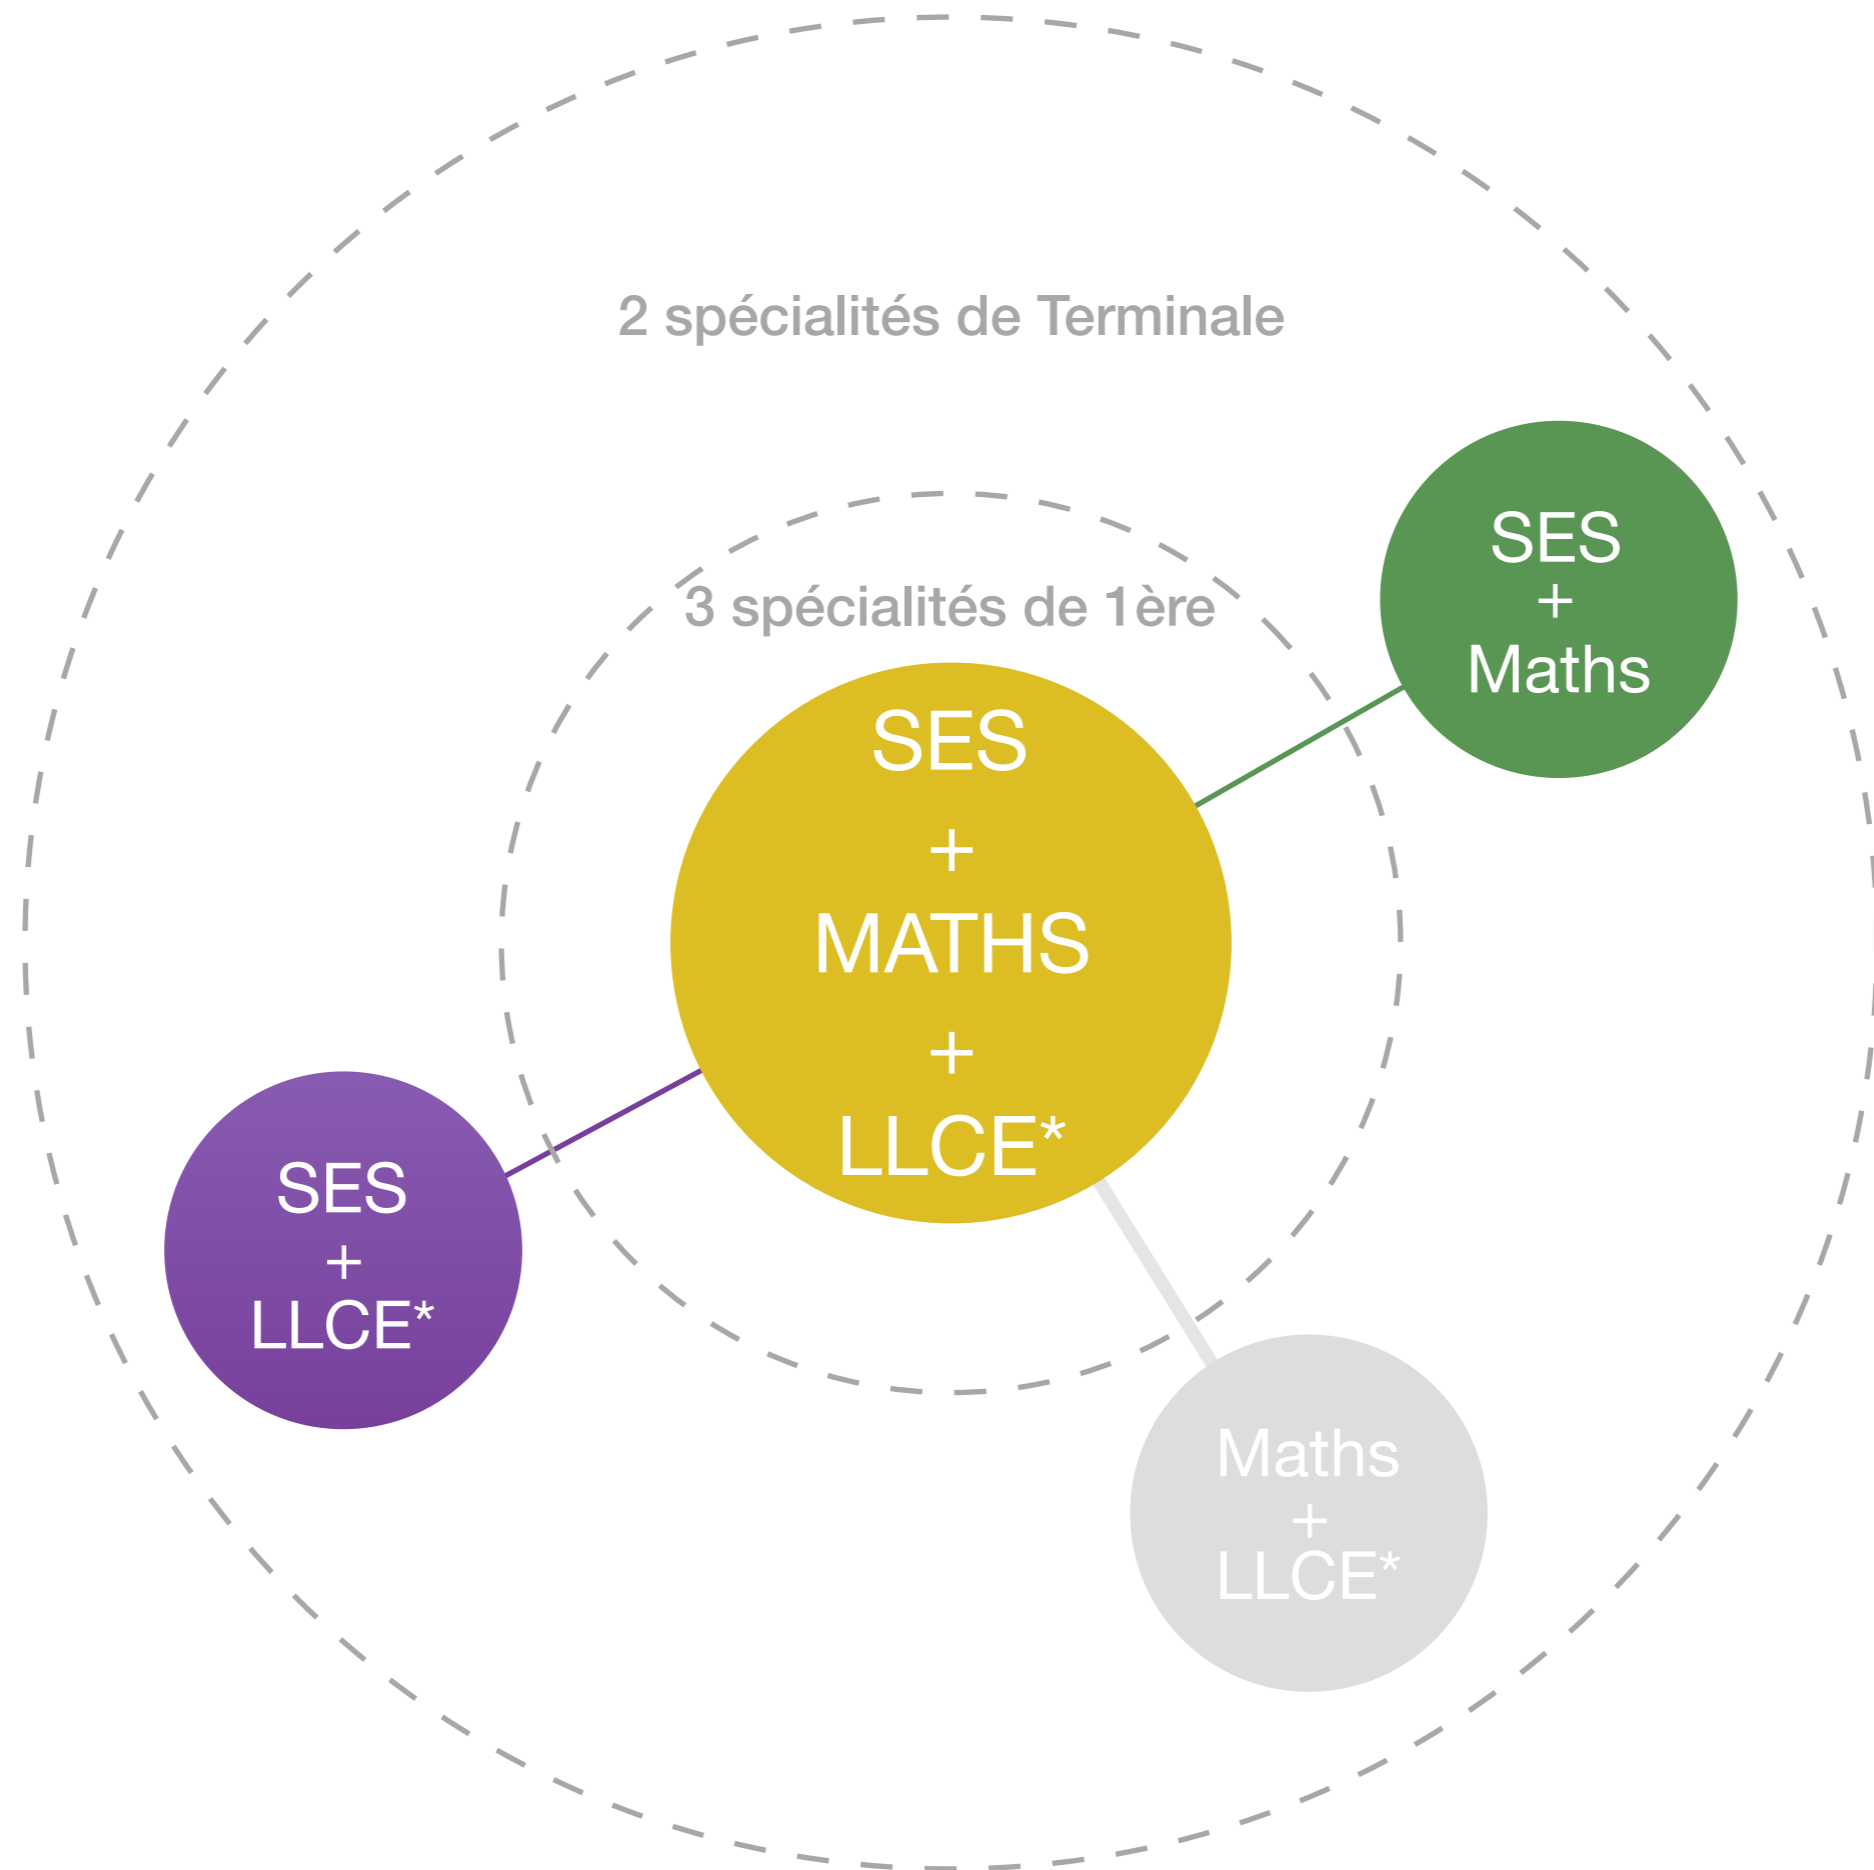 2 spécialités de Terminale
3 spécialités de 1ère
SES
+
MATHS
+
LLCE*
SES
+
Maths
SES
+
LLCE*
Maths
+
LLCE*